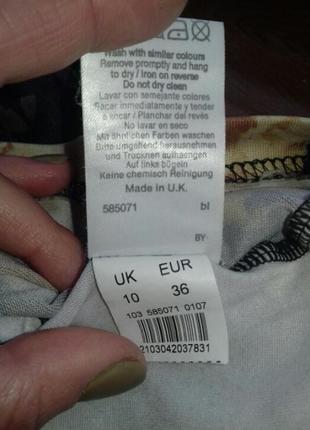 Wash with similar colours
Remove promptly and hang
to dry / Iron on reverse
Do not dry clean
Lavar con semejante colores
Sacar inmediatamente y tender
a secar / Planchar del revés
No lavar en seco
Mit ähnlichen Farben waschen
Bitte umgehend herausnehmen
und Trocknen aufhaengen
Auf links bügeln
Keine chemisch Reinigung
Made in U.K.
585071 bl
BY
UK EUR
10 36
103 585071 0107
2103042037831